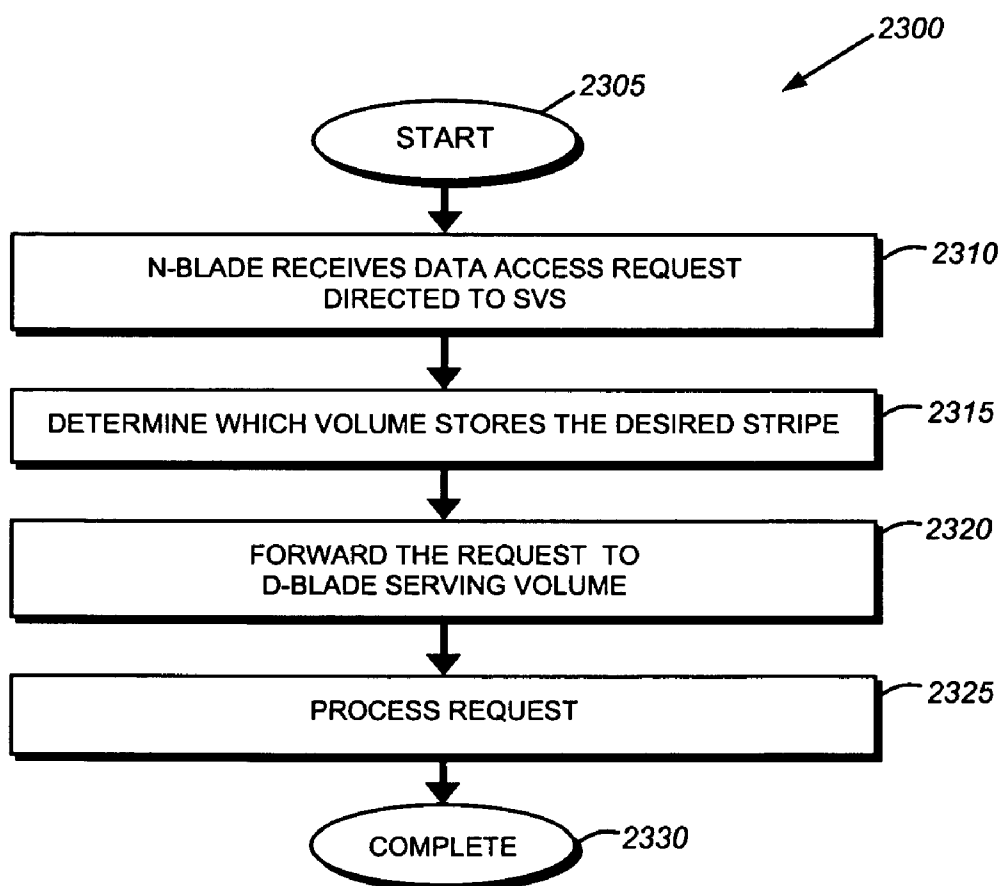 2300
2305
START
N-BLADE RECEIVES DATA ACCESS REQUEST
DIRECTED TO SVS
2310
DETERMINE WHICH VOLUME STORES THE DESIRED STRIPE
2315
FORWARD THE REQUEST TO
D-BLADE SERVING VOLUME
2320
PROCESS REQUEST
2325
COMPLETE
2330